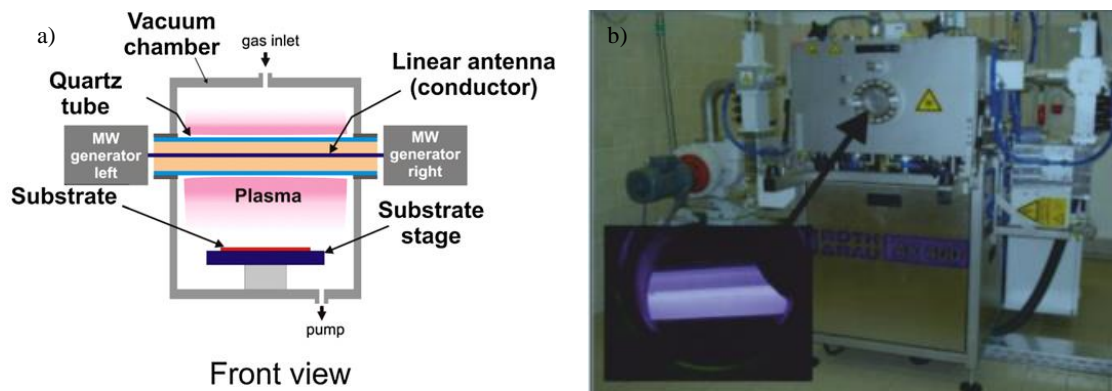 a)
Vacuum
chamber
gas inlet
Quartz
tube
Linear antenna
(conductor)
MW
generator
left
MW
generator
right
Plasma
Substrate
Substrate
stage
pump
Front view
b)